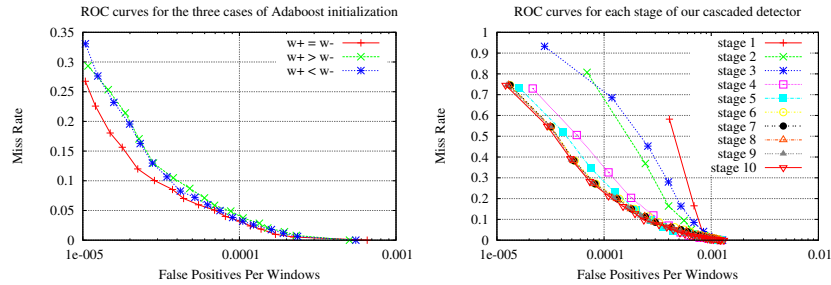 ROC curves for the three cases of Adaboost initialization
0.35
0.3
0.25
0.2
0.15
0.1
0.05
0
Miss Rate
w+ = w-
w+ > w-
w+ < w-
1e-05
0.0001
0.001
False Positives Per Windows
ROC curves for each stage of our cascaded detector
1
0.9
0.8
0.7
0.6
0.5
0.4
0.3
0.2
0.1
0
Miss Rate
stage 1
stage 2
stage 3
stage 4
stage 5
stage 6
stage 7
stage 8
stage 9
stage 10
1e-05
0.0001
0.001
0.01
False Positives Per Windows